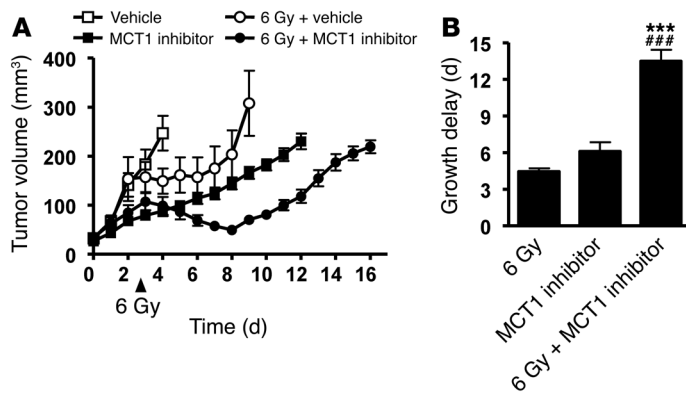 A
Vehicle
6 Gy + vehicle
MCT1 inhibitor
6 Gy + MCT1 inhibitor
Tumor volume (mm³)
400
300
200
100
0
0 2 4 6 8 10 12 14 16
6 Gy
Time (d)
B
Growth delay (d)
15
12
9
6
3
0
***
###
6 Gy
MCT1 inhibitor
6 Gy + MCT1 inhibitor